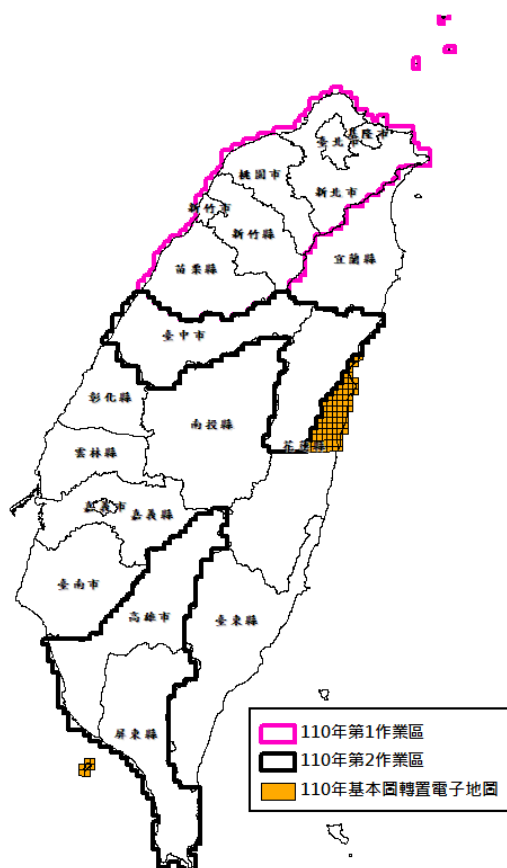 基隆市
臺北市
桃園市
新北市
新竹市
新竹縣
宜蘭縣
苗栗縣
臺中市
彰化縣
南投縣
花蓮縣
雲林縣
嘉義市
嘉義縣
臺南市
高雄市
臺東縣
屏東縣
110年第1作業區
110年第2作業區
110年基本圖轉置電子地圖